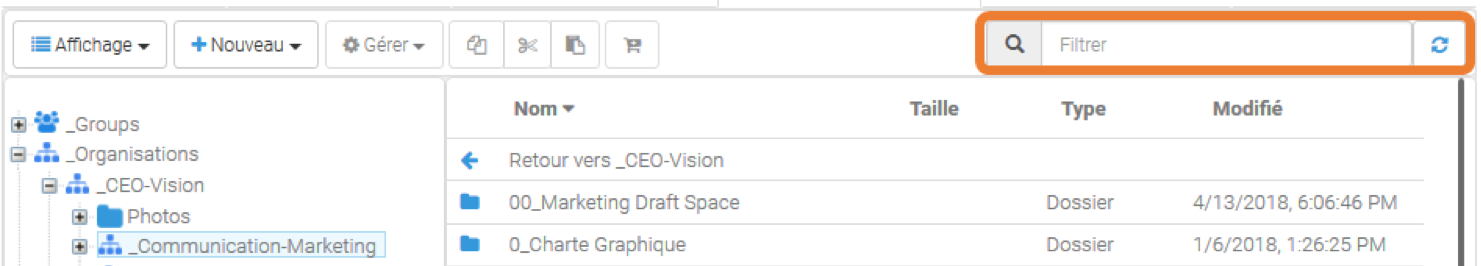 Affichage Nouveau Gérer Filtrer
_Groups
_Organisations
_CEO-Vision
Photos
_Communication-Marketing
Nom Taille Type Modifié
Retour vers _CEO-Vision
00_Marketing Draft Space Dossier 4/13/2018, 6:06:46 PM
0_Charte Graphique Dossier 1/6/2018, 1:26:25 PM